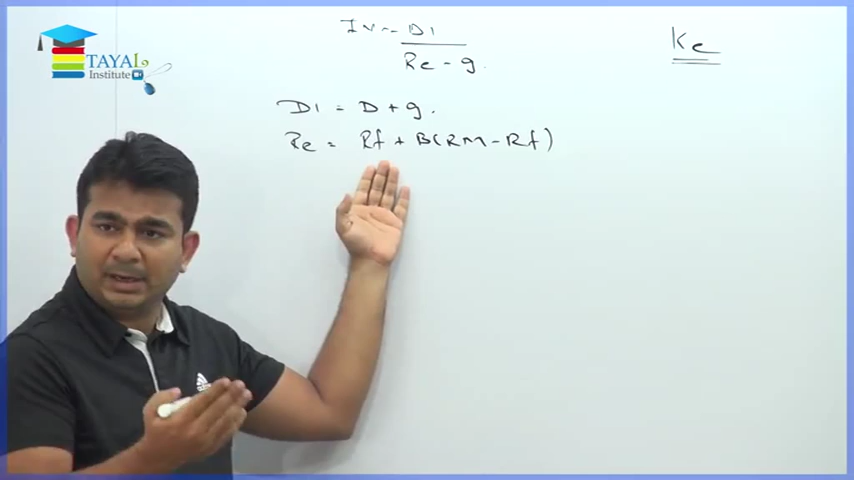 TAYAL
Institute
IV = D1
Re - g
Ke
D1 = D + g.
Re = Rf + B(RM - Rf)